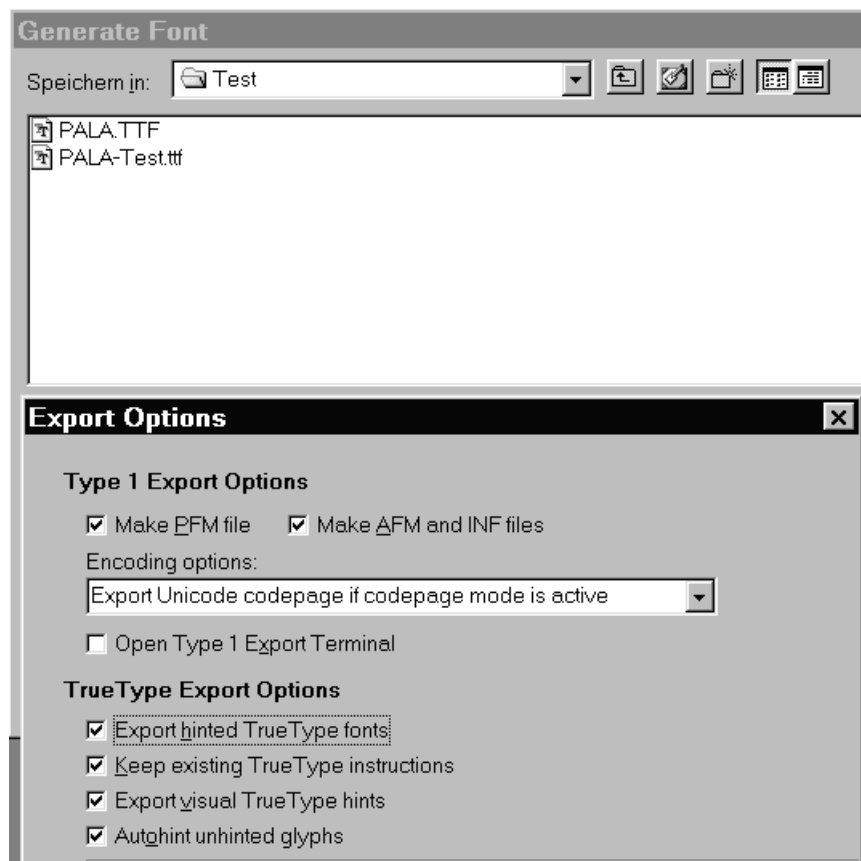 Generate Font
Speichern in: Test
PALA.TTF
PALA-Test.ttf
Export Options
Type 1 Export Options
Make PFM file Make AFM and INF files
Encoding options:
Export Unicode codepage if codepage mode is active
Open Type 1 Export Terminal
TrueType Export Options
Export hinted TrueType fonts
Keep existing TrueType instructions
Export visual TrueType hints
Autohint unhinted glyphs